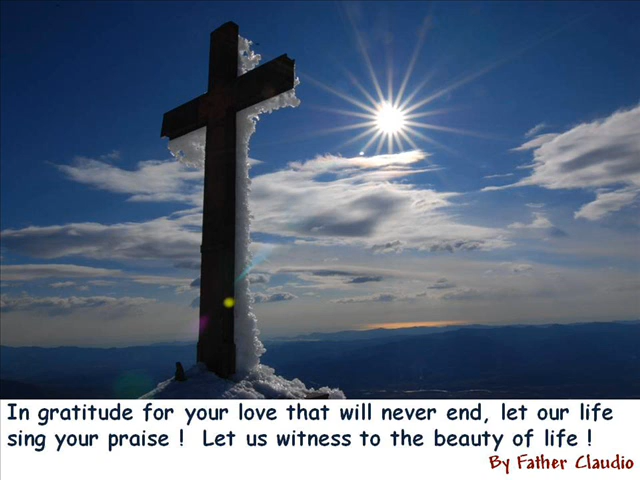 In gratitude for your love that will never end, let our life
sing your praise !  Let us witness to the beauty of life !
By Father Claudio